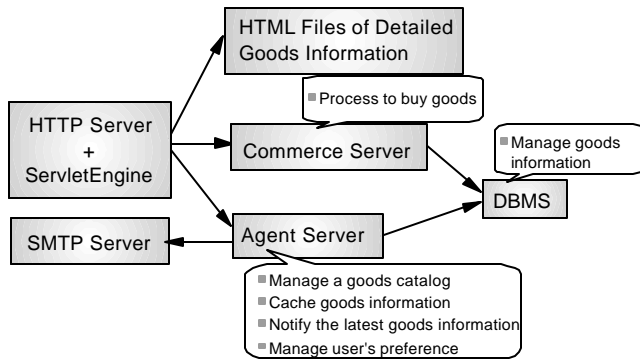 HTML Files of Detailed
Goods Information
Process to buy goods
HTTP Server
+
ServletEngine
Commerce Server
Manage goods
information
DBMS
SMTP Server
Agent Server
Manage a goods catalog
Cache goods information
Notify the latest goods information
Manage user's preference